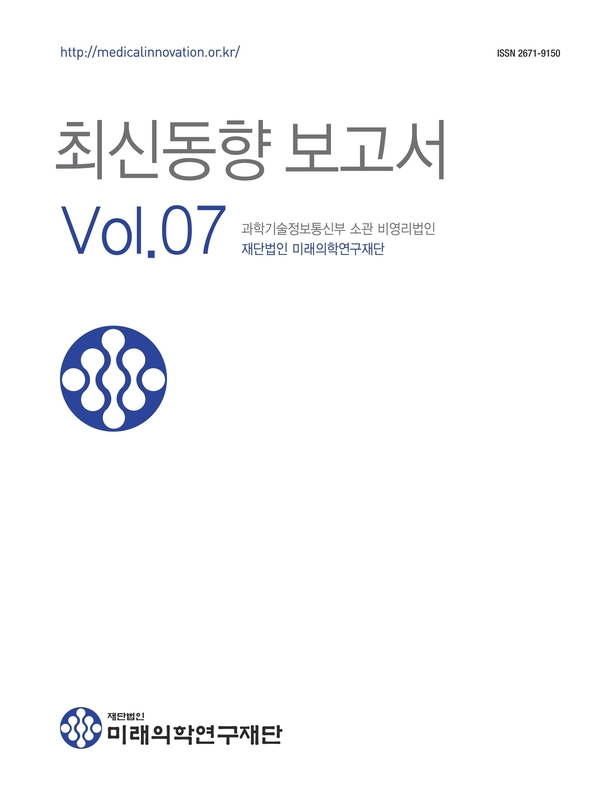 http://medicalinnovation.or.kr/
ISSN 2671-9150
최신동향 보고서
Vol.07
과학기술정보통신부 소관 비영리법인
재단법인 미래의학연구재단
재단법인
미래의학연구재단